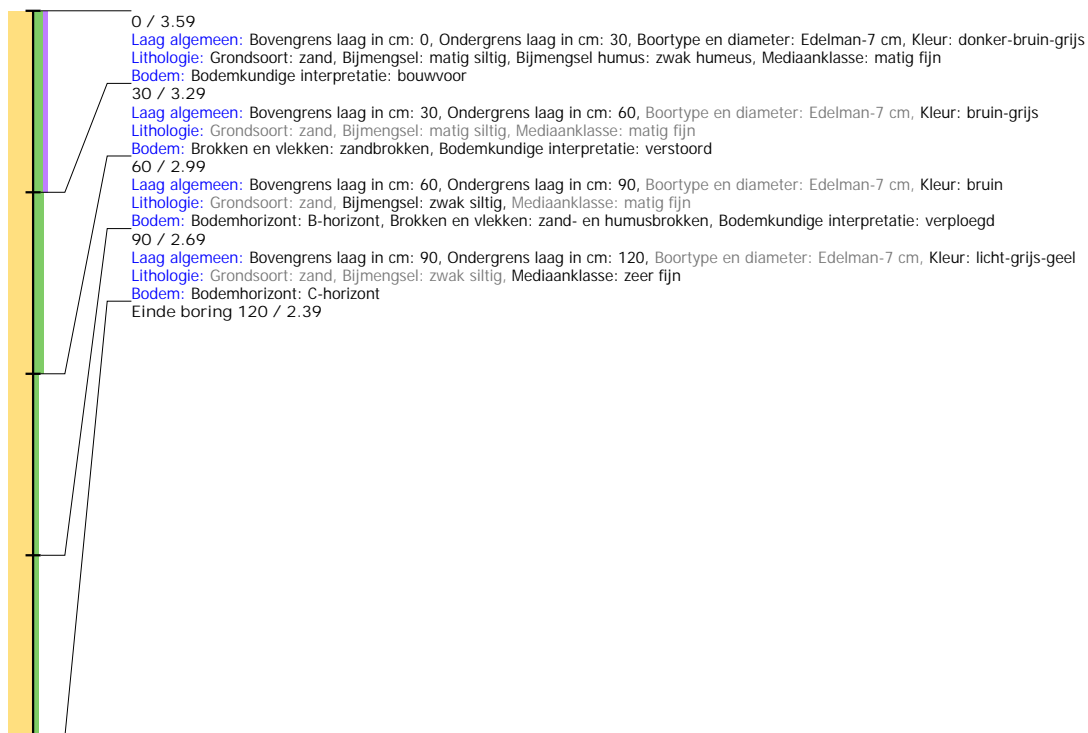 0 / 3.59
Laag algemeen: Bovengrens laag in cm: 0, Ondergrens laag in cm: 30, Boortype en diameter: Edelman-7 cm, Kleur: donker-bruin-grijs
Lithologie: Grondsoort: zand, Bijmengsel: matig siltig, Bijmengsel humus: zwak humeus, Mediaanklasse: matig fijn
Bodem: Bodemkundige interpretatie: bouwvoor
30 / 3.29
Laag algemeen: Bovengrens laag in cm: 30, Ondergrens laag in cm: 60, Boortype en diameter: Edelman-7 cm, Kleur: bruin-grijs
Lithologie: Grondsoort: zand, Bijmengsel: matig siltig, Mediaanklasse: matig fijn
Bodem: Brokken en vlekken: zandbrokken, Bodemkundige interpretatie: verstoord
60 / 2.99
Laag algemeen: Bovengrens laag in cm: 60, Ondergrens laag in cm: 90, Boortype en diameter: Edelman-7 cm, Kleur: bruin
Lithologie: Grondsoort: zand, Bijmengsel: zwak siltig, Mediaanklasse: matig fijn
Bodem: Bodemhorizont: B-horizont, Brokken en vlekken: zand- en humusbrokken, Bodemkundige interpretatie: verploegd
90 / 2.69
Laag algemeen: Bovengrens laag in cm: 90, Ondergrens laag in cm: 120, Boortype en diameter: Edelman-7 cm, Kleur: licht-grijs-geel
Lithologie: Grondsoort: zand, Bijmengsel: zwak siltig, Mediaanklasse: zeer fijn
Bodem: Bodemhorizont: C-horizont
Einde boring 120 / 2.39